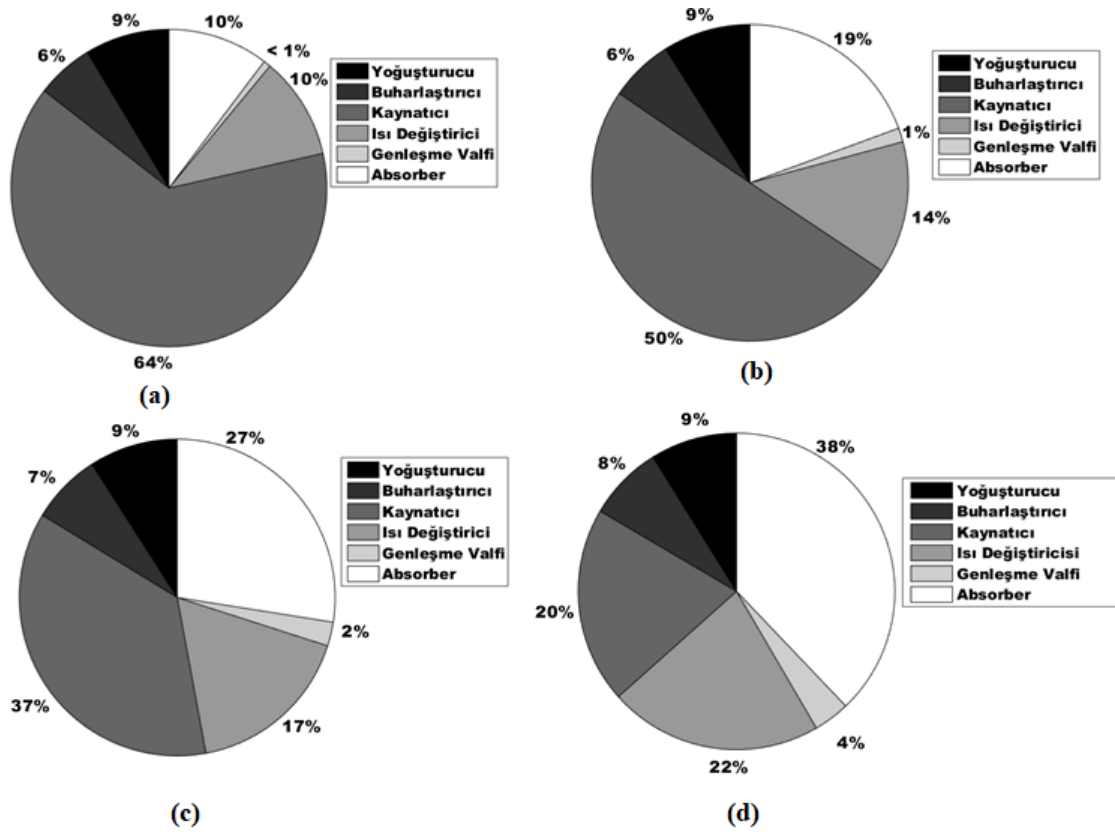 9%
10%
< 1%
6%
10%
64%
Yoğuşturucu
Buharlaştırıcı
Kaynatıcı
Isı Değiştirici
Genleşme Valfi
Absorber
(a)
9%
19%
6%
1%
14%
50%
Yoğuşturucu
Buharlaştırıcı
Kaynatıcı
Isı Değiştirici
Genleşme Valfi
Absorber
(b)
9%
27%
7%
2%
37%
17%
Yoğuşturucu
Buharlaştırıcı
Kaynatıcı
Isı Değiştirici
Genleşme Valfi
Absorber
(c)
9%
38%
8%
20%
4%
22%
Yoğuşturucu
Buharlaştırıcı
Kaynatıcı
Isı Değiştiricisi
Genleşme Valfi
Absorber
(d)